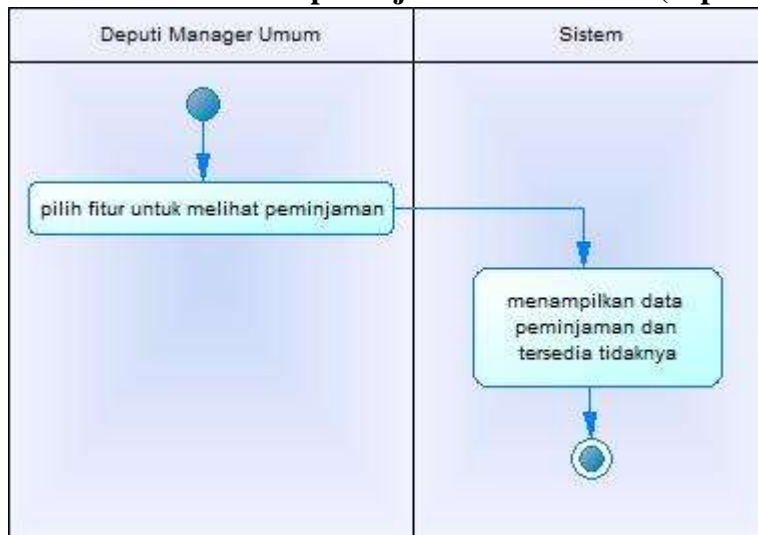 Deputi Manager Umum
Sistem
pilih fitur untuk melihat peminjaman
menampilkan data
peminjaman dan
tersedia tidaknya